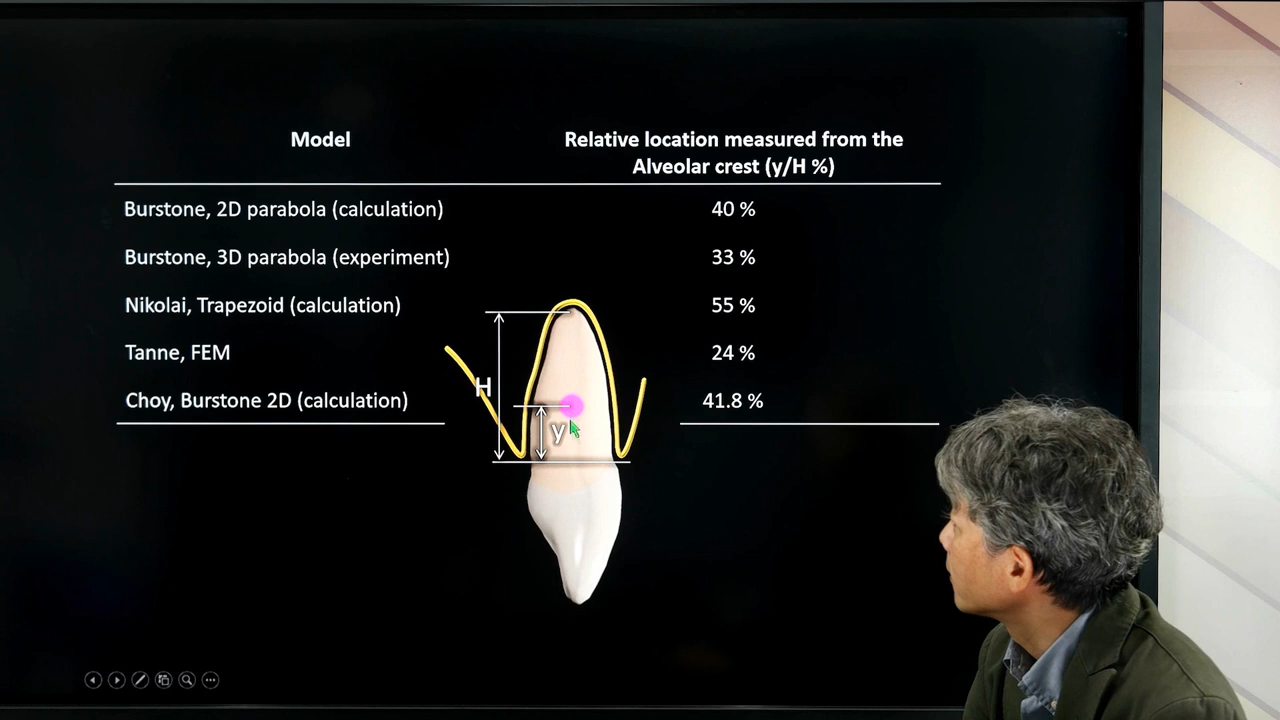 Model
Relative location measured from the
Alveolar crest (y/H %)
Burstone, 2D parabola (calculation)
40 %
Burstone, 3D parabola (experiment)
33 %
Nikolai, Trapezoid (calculation)
55 %
Tanne, FEM
24 %
H
Choy, Burstone 2D (calculation)
41.8 %
y